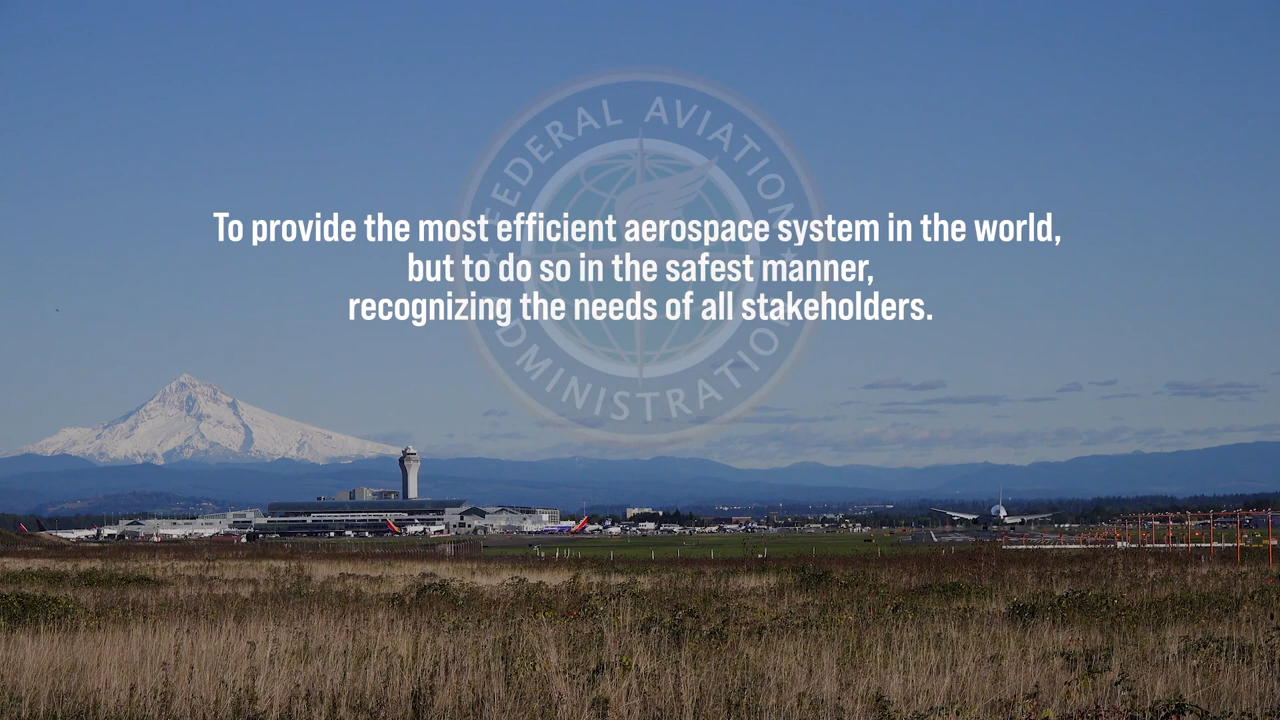 FEDERAL AVIATION
To provide the most efficient aerospace system in the world,
but to do so in the safest manner,
recognizing the needs of all stakeholders.
ADMINISTRATION